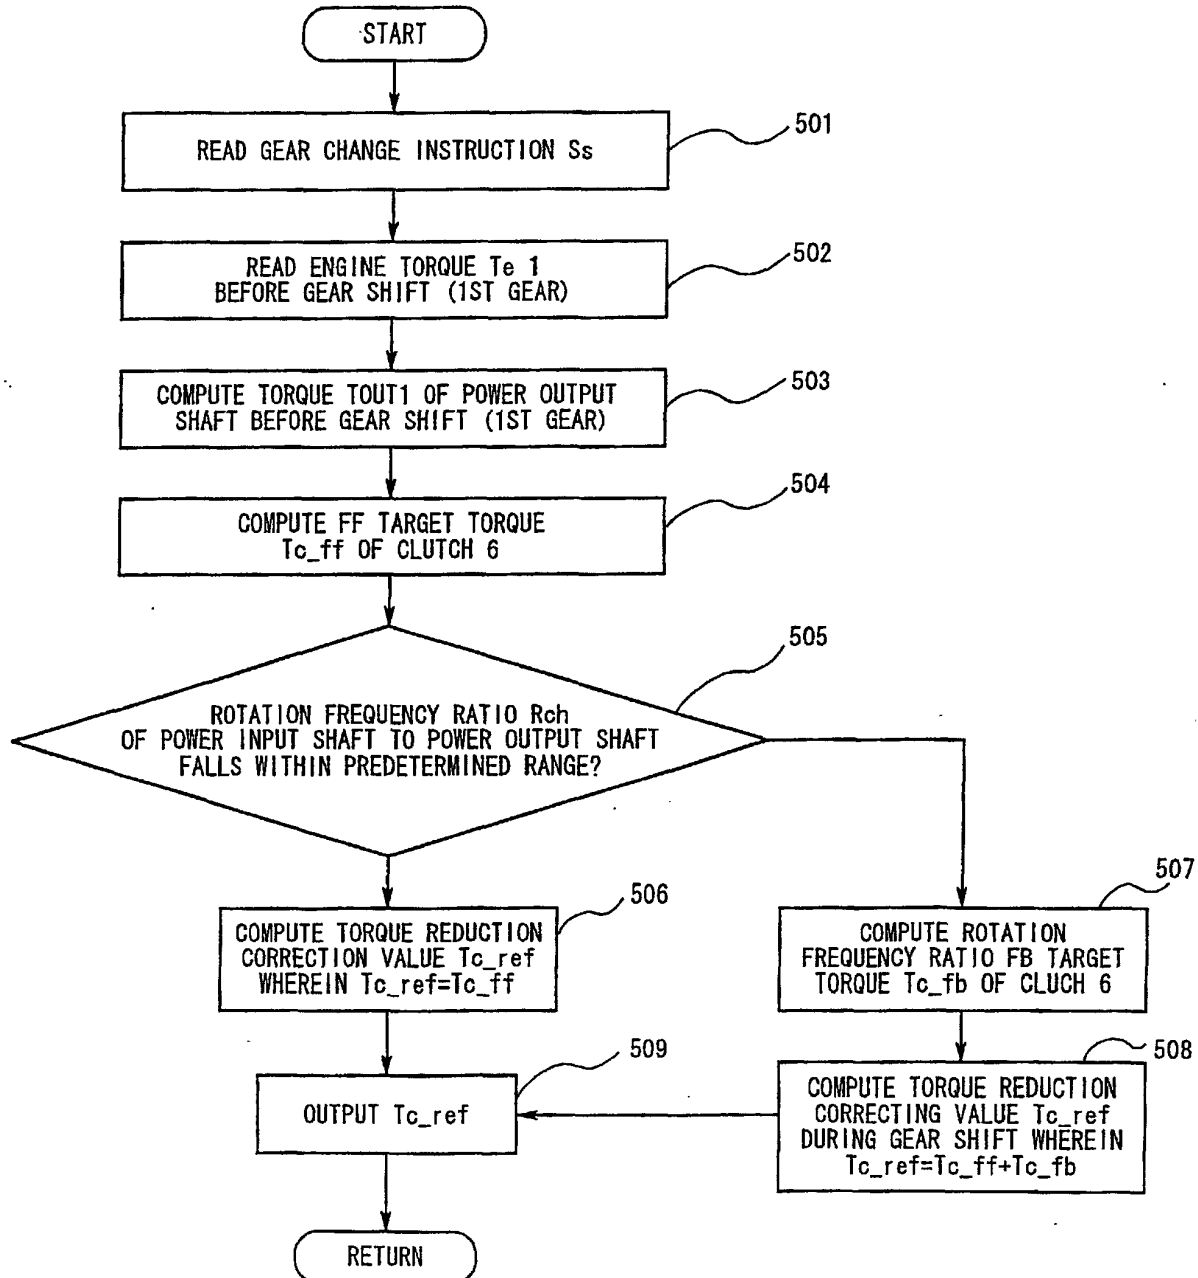 START
READ GEAR CHANGE INSTRUCTION Ss
501
READ ENGINE TORQUE Te 1
BEFORE GEAR SHIFT (1ST GEAR)
502
COMPUTE TORQUE TOUT1 OF POWER OUTPUT
SHAFT BEFORE GEAR SHIFT (1ST GEAR)
503
COMPUTE FF TARGET TORQUE
Tc_ff OF CLUTCH 6
504
ROTATION FREQUENCY RATIO Rch
OF POWER INPUT SHAFT TO POWER OUTPUT SHAFT
FALLS WITHIN PREDETERMINED RANGE?
505
COMPUTE TORQUE REDUCTION
CORRECTION VALUE Tc_ref
WHEREIN Tc_ref=Tc_ff
506
COMPUTE ROTATION
FREQUENCY RATIO FB TARGET
TORQUE Tc_fb OF CLUCH 6
507
COMPUTE TORQUE REDUCTION
CORRECTING VALUE Tc_ref
DURING GEAR SHIFT WHEREIN
Tc_ref=Tc_ff+Tc_fb
508
OUTPUT Tc_ref
509
RETURN